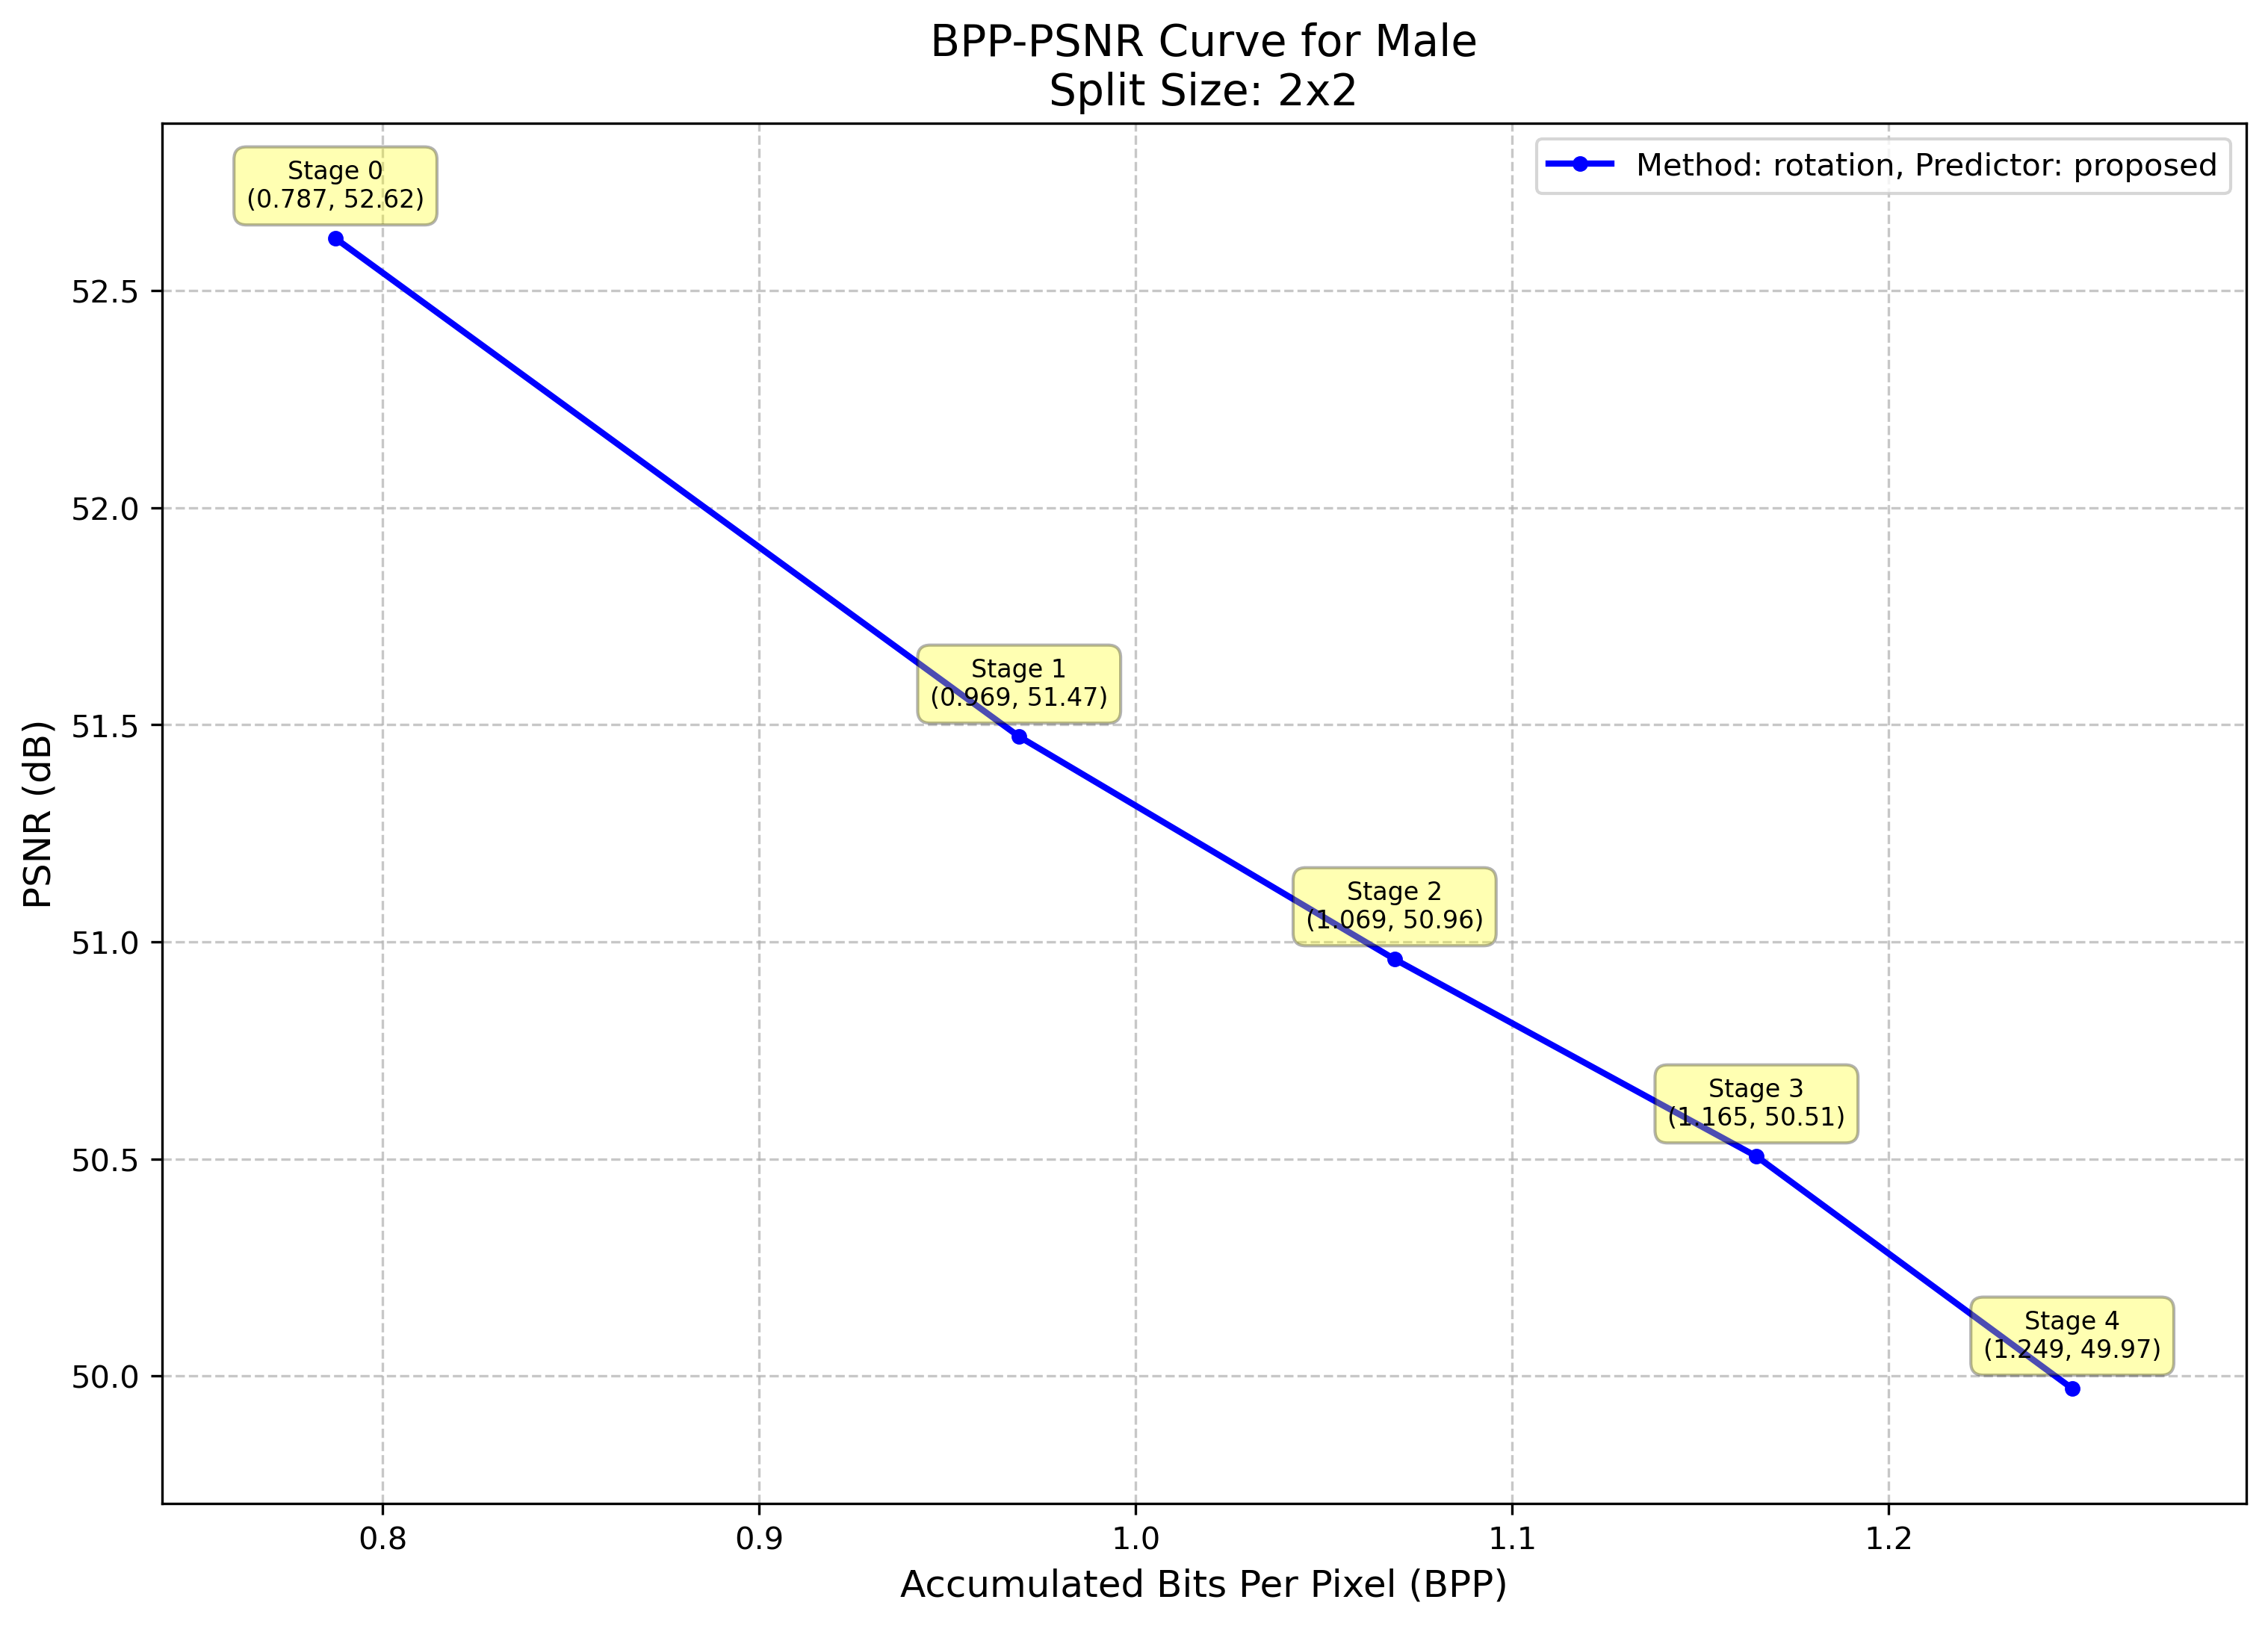 BPP-PSNR Curve for Male
Split Size: 2x2
Method: rotation, Predictor: proposed
Stage 0
(0.787, 52.62)
Stage 1
(0.969, 51.47)
Stage 2
(1.069, 50.96)
Stage 3
(1.165, 50.51)
Stage 4
(1.249, 49.97)
PSNR (dB)
52.5
52.0
51.5
51.0
50.5
50.0
0.8
0.9
1.0
1.1
1.2
Accumulated Bits Per Pixel (BPP)